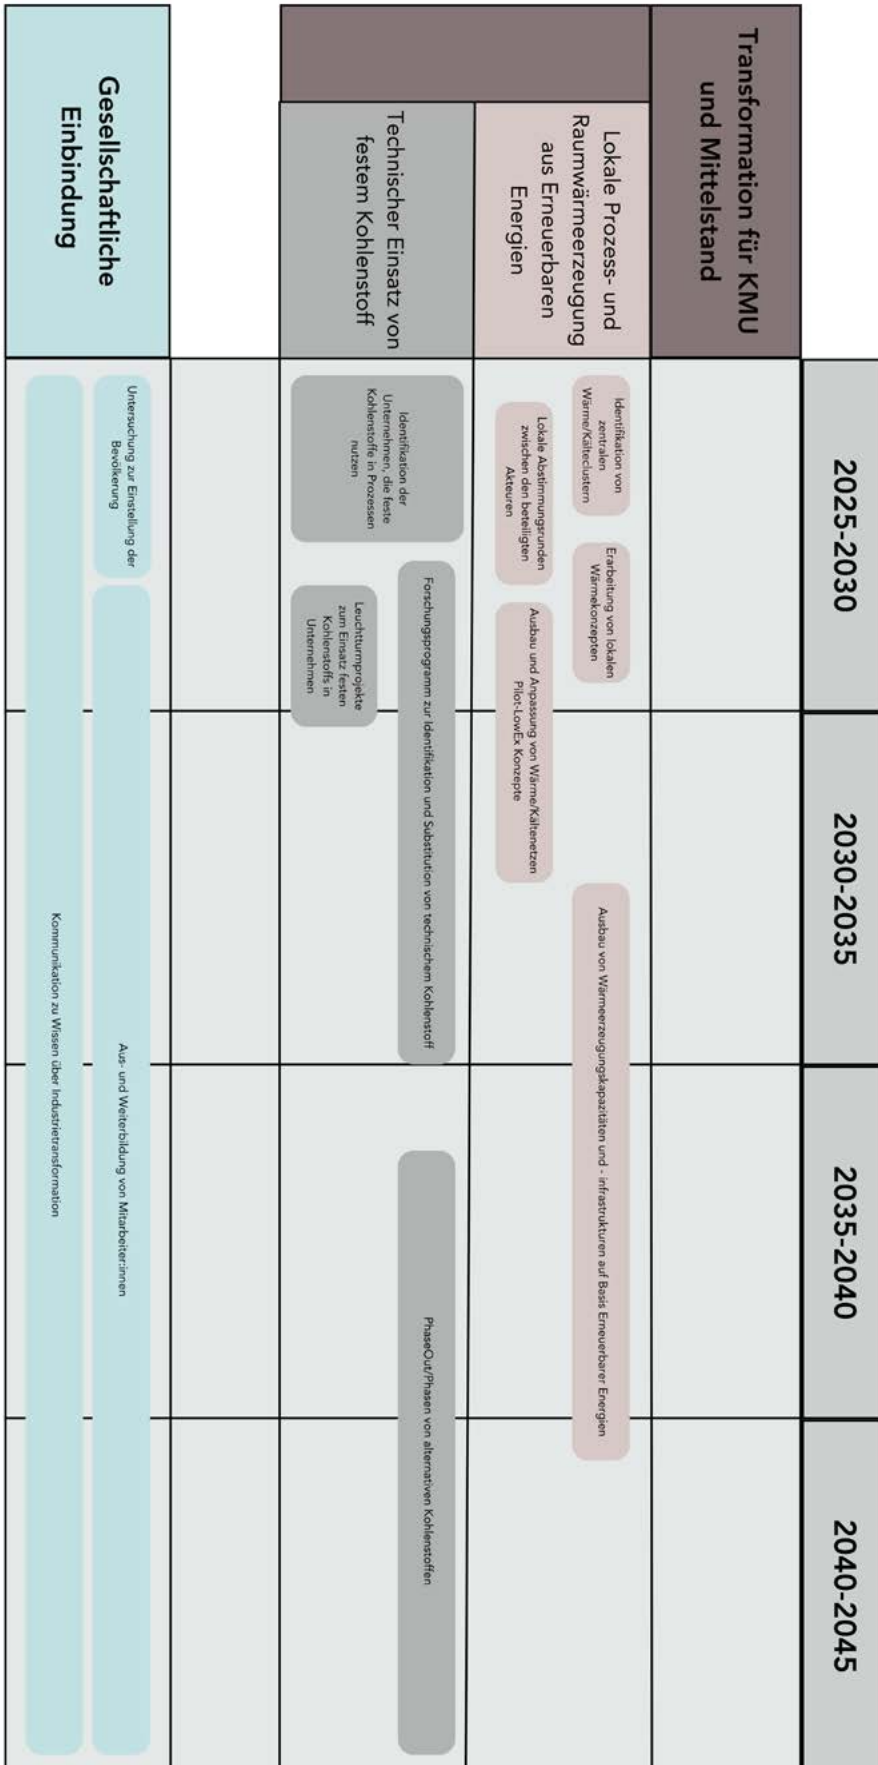 2025-2030
2030-2035
2035-2040
2040-2045
Transformation für KMU
und Mittelstand
Lokale Prozess- und
Raumwärmeerzeugung
aus Erneuerbaren
Energien
Identifikation von
zentralen
Wärme/Kälteclustern
Erarbeitung von lokalen
Wärmekonzepten
Ausbau von Wärmeerzeugungskapazitäten und - infrastrukturen auf Basis Erneuerbarer Energien
Lokale Abstimmungsrunden
zwischen den beteiligten
Akteuren
Ausbau und Anpassung von Wärme/Kältenetzen
Pilot-LowEx Konzepte
Technischer Einsatz von
festem Kohlenstoff
Identifikation der
Unternehmen, die feste
Kohlenstoffe in Prozessen
nutzen
Forschungsprogramm zur Identifikation und Substitution von technischem Kohlenstoff
PhaseOut/Phasen von alternativen Kohlenstoffen
Leuchtturmprojekte
zum Einsatz festen
Kohlenstoffs in
Unternehmen
Gesellschaftliche
Einbindung
Untersuchung zur Einstellung der
Bevölkerung
Aus- und Weiterbildung von Mitarbeiter:innen
Kommunikation zu Wissen über Industrietransformation